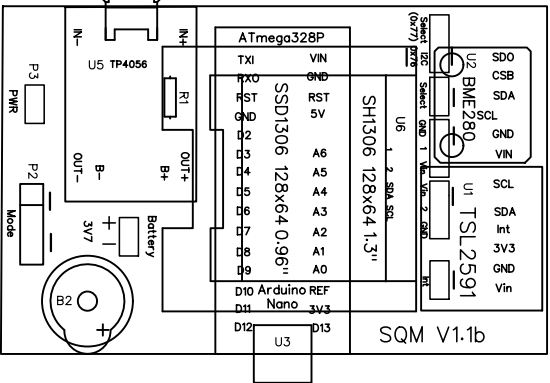 IN-
IN+
U5 TP4056
R1
OUT-
B-
B+
OUT+
P3
PWR
P2
Mode
+ -
3V7
Battery
B2
+
ATmega328P
TX1
RX0
RST
GND
D2
D3
D4
D5
D6
D7
D8
D9
D10
D11
D12
VIN
GND
RST
5V
A6
A5
A4
A3
A2
A1
A0
REF
3V3
D13
Arduino
Nano
U3
SSD1306 128x64 0.96"
SH1306 128x64 1.3"
U6
1 2 SDA SCL
Select I2C
(0x77) 0x76
Select
GND 1 Vin
Vin 2 GND
Int
U2
BME280
SDO
CSB
SDA
SCL
GND
VIN
U1
TSL2591
SCL
SDA
Int
3V3
GND
Vin
SQM V1.1b